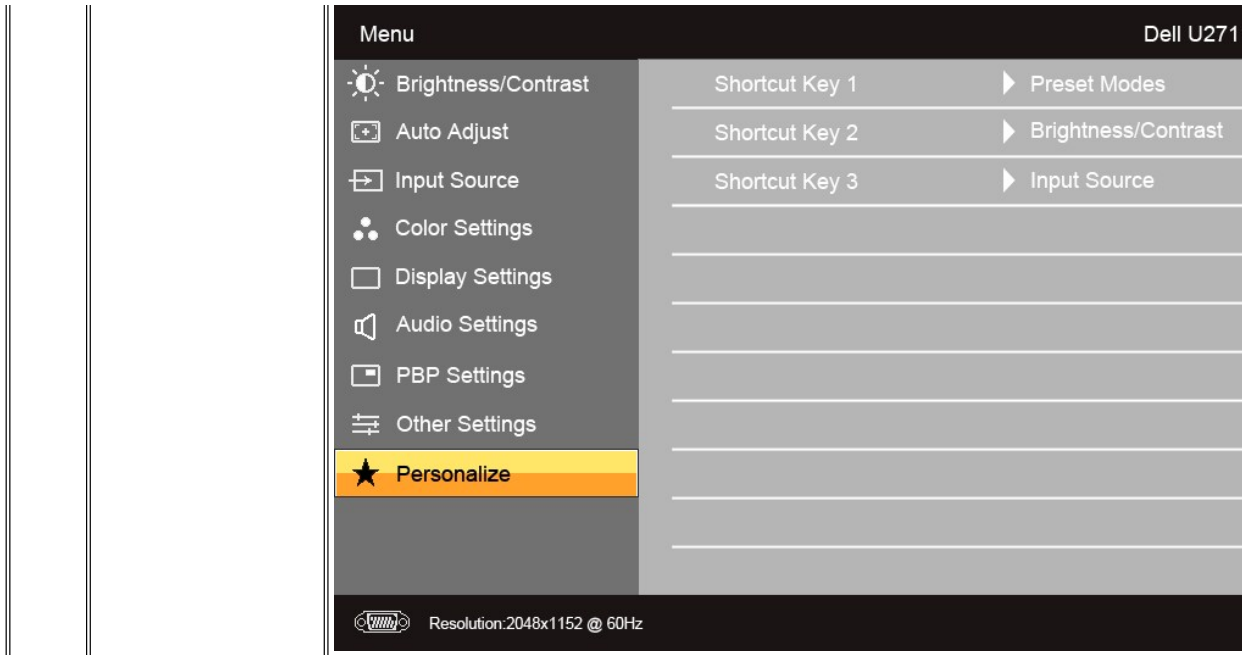 Menu Dell U271
Brightness/Contrast Shortcut Key 1 Preset Modes
Auto Adjust Shortcut Key 2 Brightness/Contrast
Input Source Shortcut Key 3 Input Source
Color Settings
Display Settings
Audio Settings
PBP Settings
Other Settings
Personalize
Resolution:2048x1152 @ 60Hz